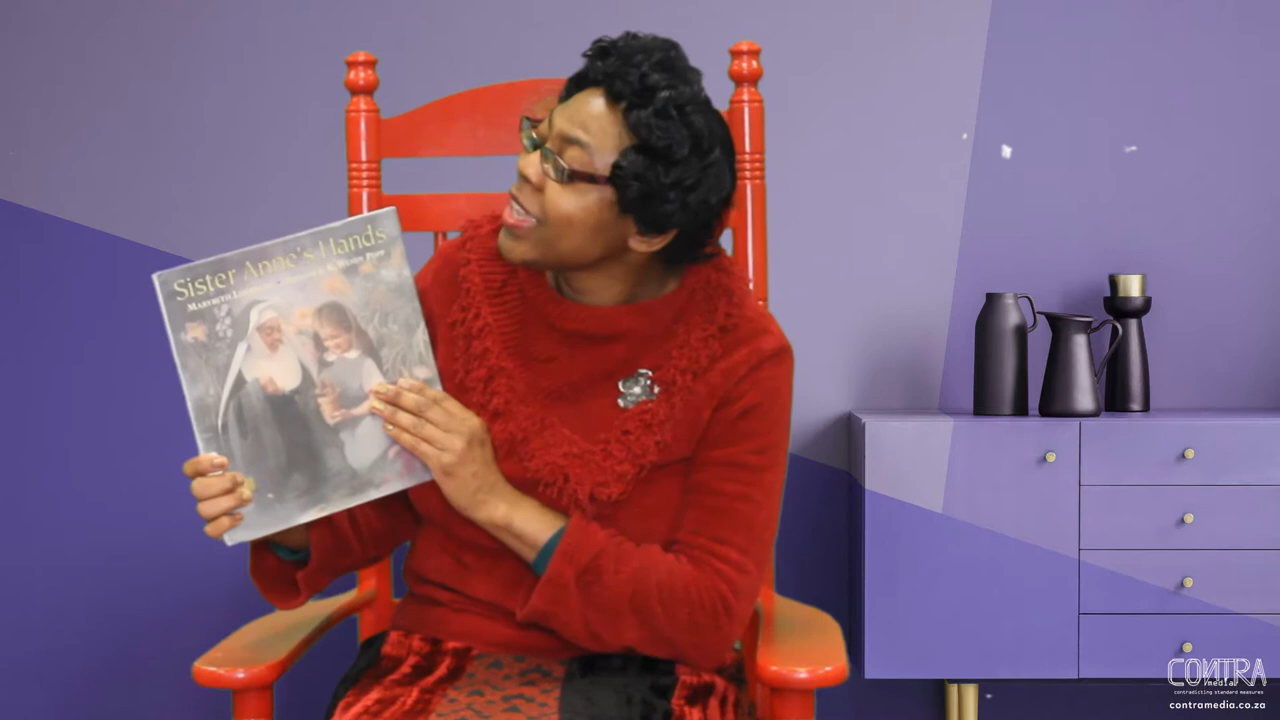 Sister Anne's Hands
CONTRA
media
contradicting standard measures
contramedia.co.za